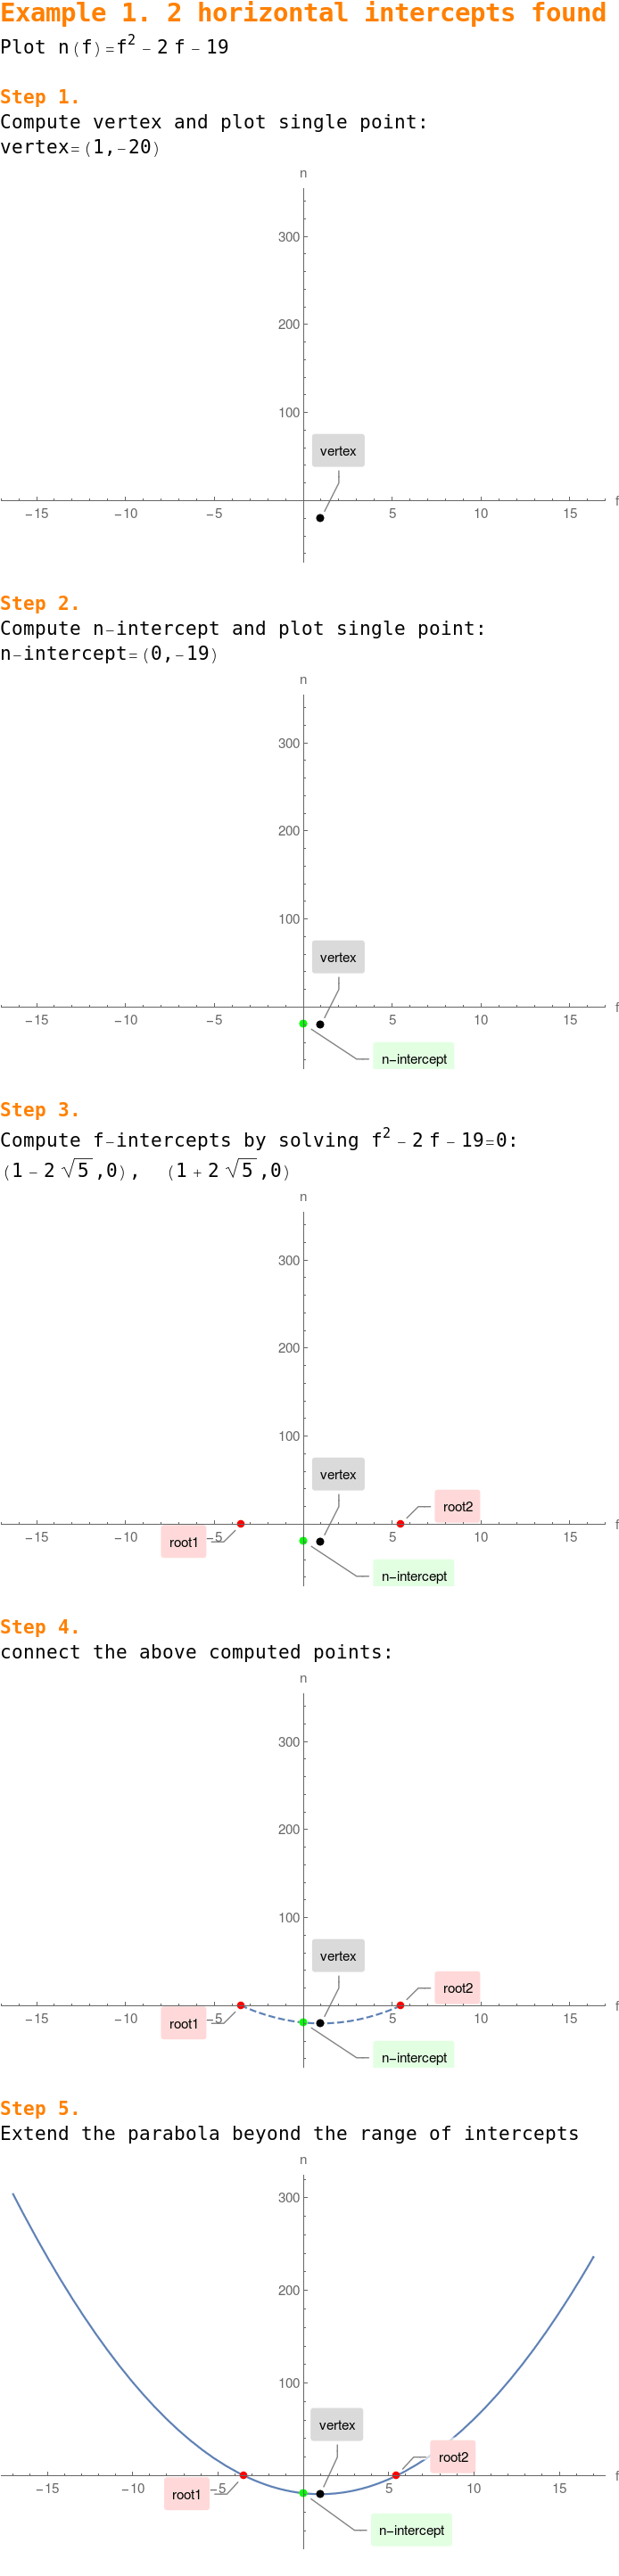 Example 1. 2 horizontal intercepts found
Plot n(f)=f² − 2 f − 19
Step 1.
Compute vertex and plot single point:
vertex=(1,−20)
n
300
200
100
vertex
−15 −10 −5 5 10 15 f
Step 2.
Compute n−intercept and plot single point:
n−intercept=(0,−19)
n
300
200
100
vertex
−15 −10 −5 5 10 15 f
n−intercept
Step 3.
Compute f−intercepts by solving f² − 2 f − 19=0:
(1 − 2 √5 ,0), (1 + 2 √5 ,0)
n
300
200
100
vertex
root2
−15 −10 −5 5 10 15 f
root1
n−intercept
Step 4.
connect the above computed points:
n
300
200
100
vertex
root2
−15 −10 −5 5 10 15 f
root1
n−intercept
Step 5.
Extend the parabola beyond the range of intercepts
n
300
200
100
vertex
root2
−15 −10 −5 5 10 15 f
root1
n−intercept